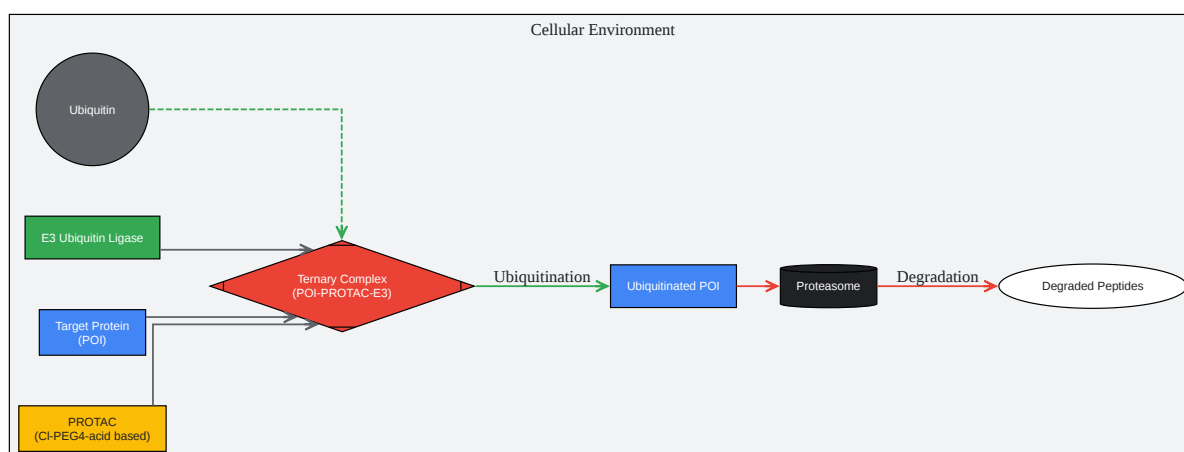 Cellular Environment
Ubiquitin
E3 Ubiquitin Ligase
Ternary Complex
(POI-PROTAC-E3)
Ubiquitination
Ubiquitinated POI
Proteasome
Degradation
Degraded Peptides
Target Protein
(POI)
PROTAC
(Cl-PEG4-acid based)